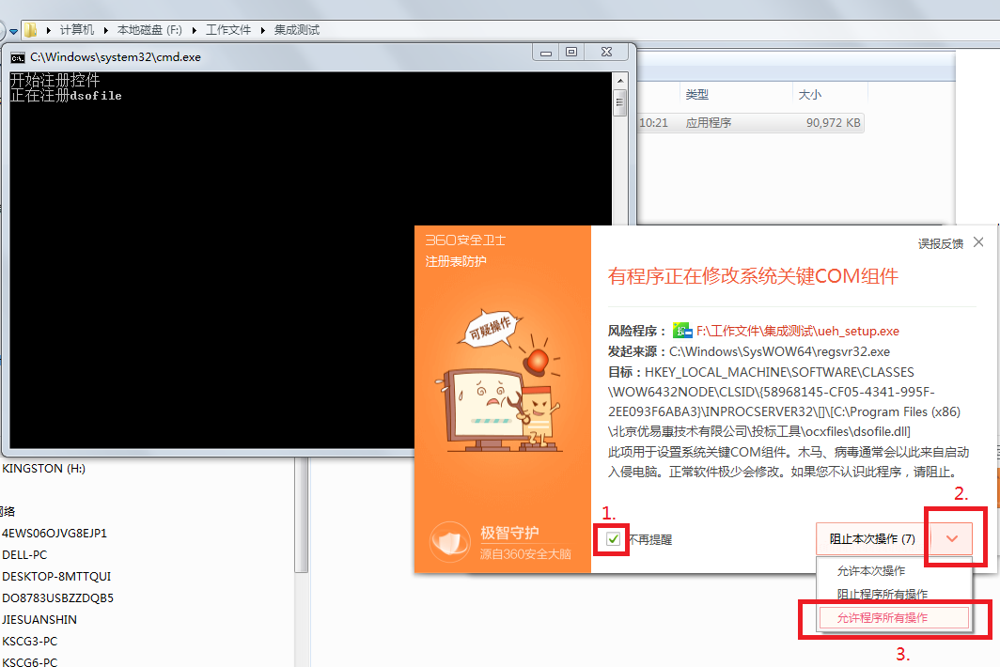 计算机 ▸ 本地磁盘 (F:) ▸ 工作文件 ▸ 集成测试
C:\Windows\system32\cmd.exe
开始注册控件
正在注册dsofile
类型 大小
10:21 应用程序 90,972 KB
360安全卫士
注册表防护
误报反馈
有程序正在修改系统关键COM组件
可疑操作
风险程序： F:\工作文件\集成测试\ueh_setup.exe
发起来源：C:\Windows\SysWOW64\regsvr32.exe
目标：HKEY_LOCAL_MACHINE\SOFTWARE\CLASSES
\WOW6432NODE\CLSID\{58968145-CF05-4341-995F-
2EE093F6ABA3}\INPROCSERVER32\[]\[C:\Program Files (x86)
\北京优易惠技术有限公司\投标工具\ocxfiles\dsofile.dll]
此项用于设置系统关键COM组件。木马、病毒通常会以此来自启动
入侵电脑。正常软件极少会修改。如果您不认识此程序，请阻止。
极智守护
源自360安全大脑
1.
不再提醒
2.
阻止本次操作 (7)
允许本次操作
阻止程序所有操作
允许程序所有操作
3.
KINGSTON (H:)
网络
4EWS06OJVG8EJP1
DELL-PC
DESKTOP-8MTTQUI
DO8783USBZZDQB5
JIESUANSHIN
KSCG3-PC
KSCG6-PC